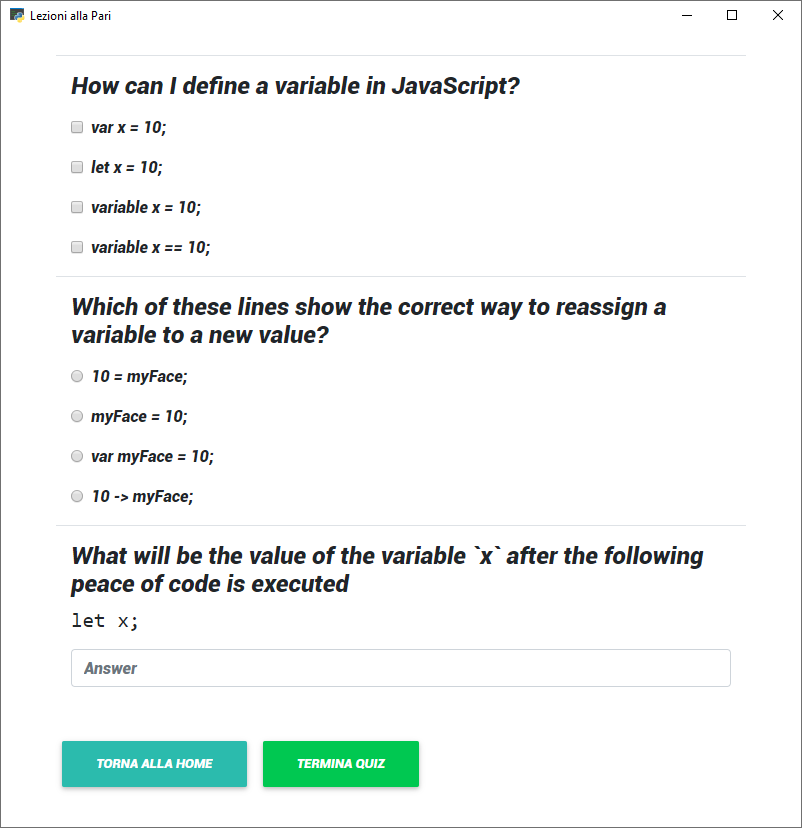 Lezioni alla Pari
How can I define a variable in JavaScript?
var x = 10;
let x = 10;
variable x = 10;
variable x == 10;
Which of these lines show the correct way to reassign a
variable to a new value?
10 = myFace;
myFace = 10;
var myFace = 10;
10 -> myFace;
What will be the value of the variable `x` after the following
peace of code is executed
let x;
Answer
TORNA ALLA HOME
TERMINA QUIZ